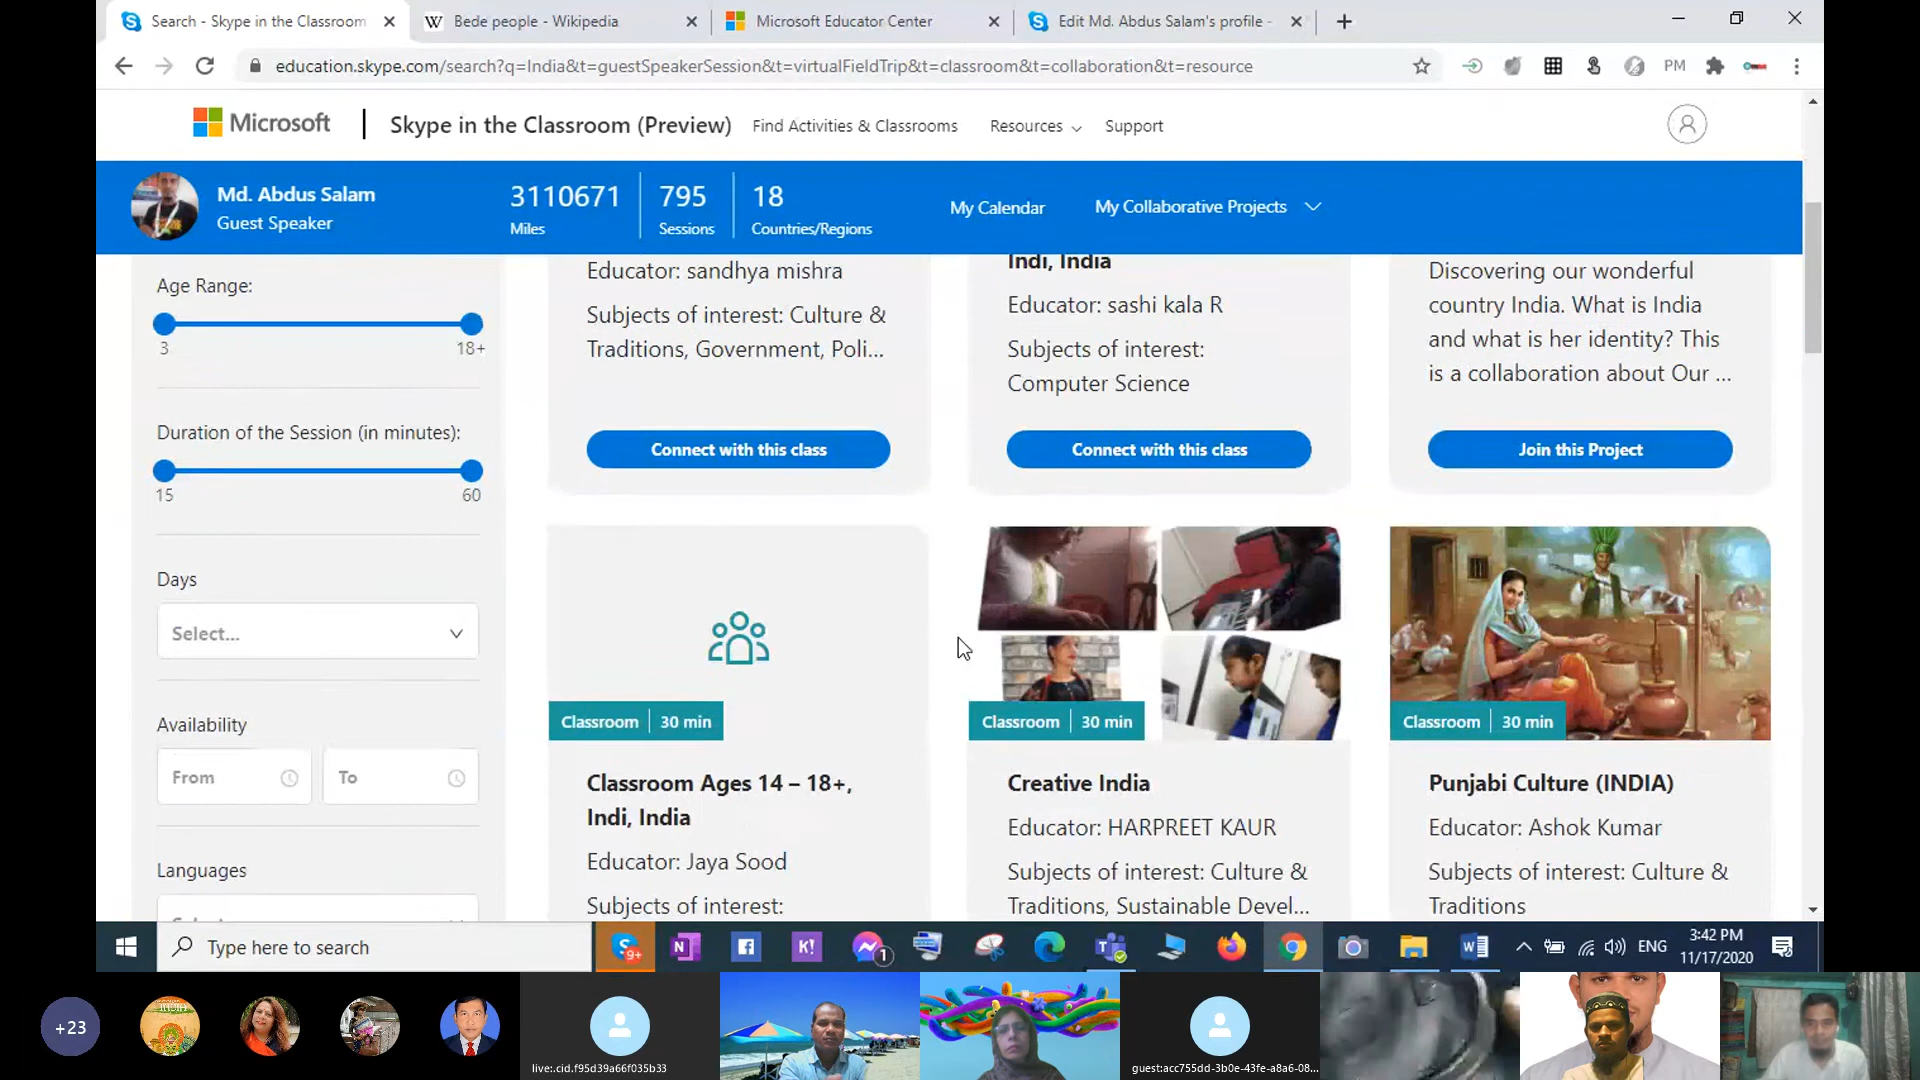 Search - Skype in the Classroom
Bede people - Wikipedia
Microsoft Educator Center
Edit Md. Abdus Salam's profile -
education.skype.com/search?q=India&t=guestSpeakerSession&t=virtualFieldTrip&t=classroom&t=collaboration&t=resource
PM
Microsoft
Skype in the Classroom (Preview)
Find Activities & Classrooms
Resources
Support
Md. Abdus Salam
Guest Speaker
3110671
Miles
795
Sessions
18
Countries/Regions
My Calendar
My Collaborative Projects
Age Range:
3
18+
Duration of the Session (in minutes):
15
60
Days
Select...
Availability
From
To
Languages
Educator: sandhya mishra
Subjects of interest: Culture &
Traditions, Government, Poli...
Connect with this class
Indi, India
Educator: sashi kala R
Subjects of interest:
Computer Science
Connect with this class
Discovering our wonderful
country India. What is India
and what is her identity? This
is a collaboration about Our ...
Join this Project
Classroom | 30 min
Classroom Ages 14 – 18+,
Indi, India
Educator: Jaya Sood
Subjects of interest:
Classroom | 30 min
Creative India
Educator: HARPREET KAUR
Subjects of interest: Culture &
Traditions, Sustainable Devel...
Classroom | 30 min
Punjabi Culture (INDIA)
Educator: Ashok Kumar
Subjects of interest: Culture &
Traditions
Type here to search
9+
K!
1
ENG
3:42 PM
11/17/2020
+23
live:.cid.f95d39a66f035b33
guest:acc755dd-3b0e-43fe-a8a6-08...